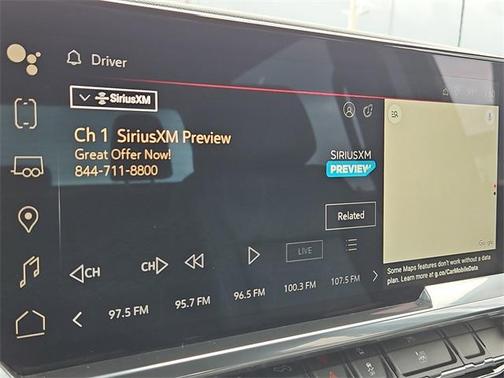 Driver
SiriusXM
Ch 1 SiriusXM Preview
Great Offer Now!
844-711-8800
SIRIUSXM
PREVIEW
Related
CH
CH
LIVE
97.5 FM
95.7 FM
96.5 FM
100.3 FM
107.5 FM
Google
Some Maps features don't work without a data
plan. Learn more at g.co/CarMobileData